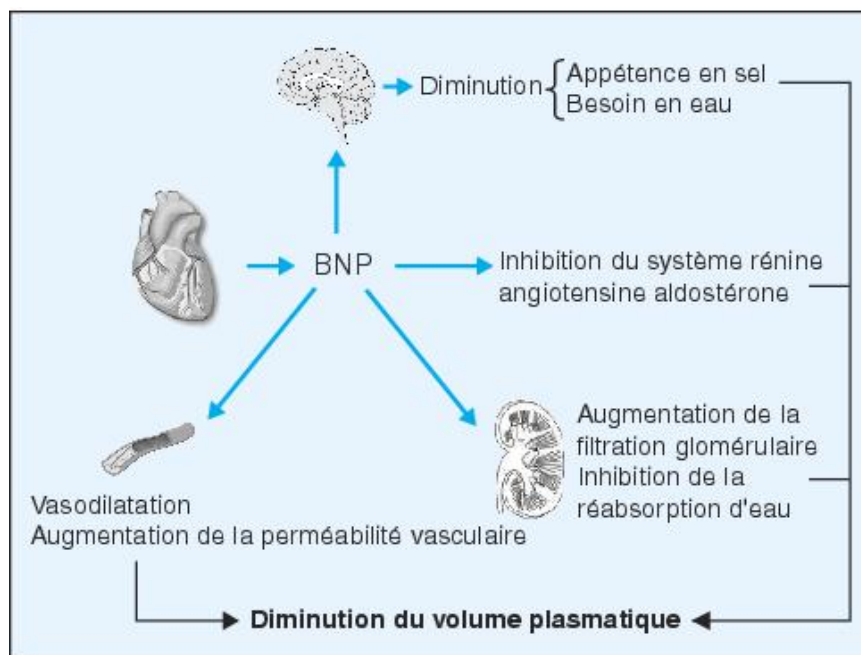 Diminution
Appétence en sel
Besoin en eau
BNP
Inhibition du système rénine
angiotensine aldostérone
Augmentation de la
filtration glomérulaire
Inhibition de la
réabsorption d'eau
Vasodilatation
Augmentation de la perméabilité vasculaire
Diminution du volume plasmatique